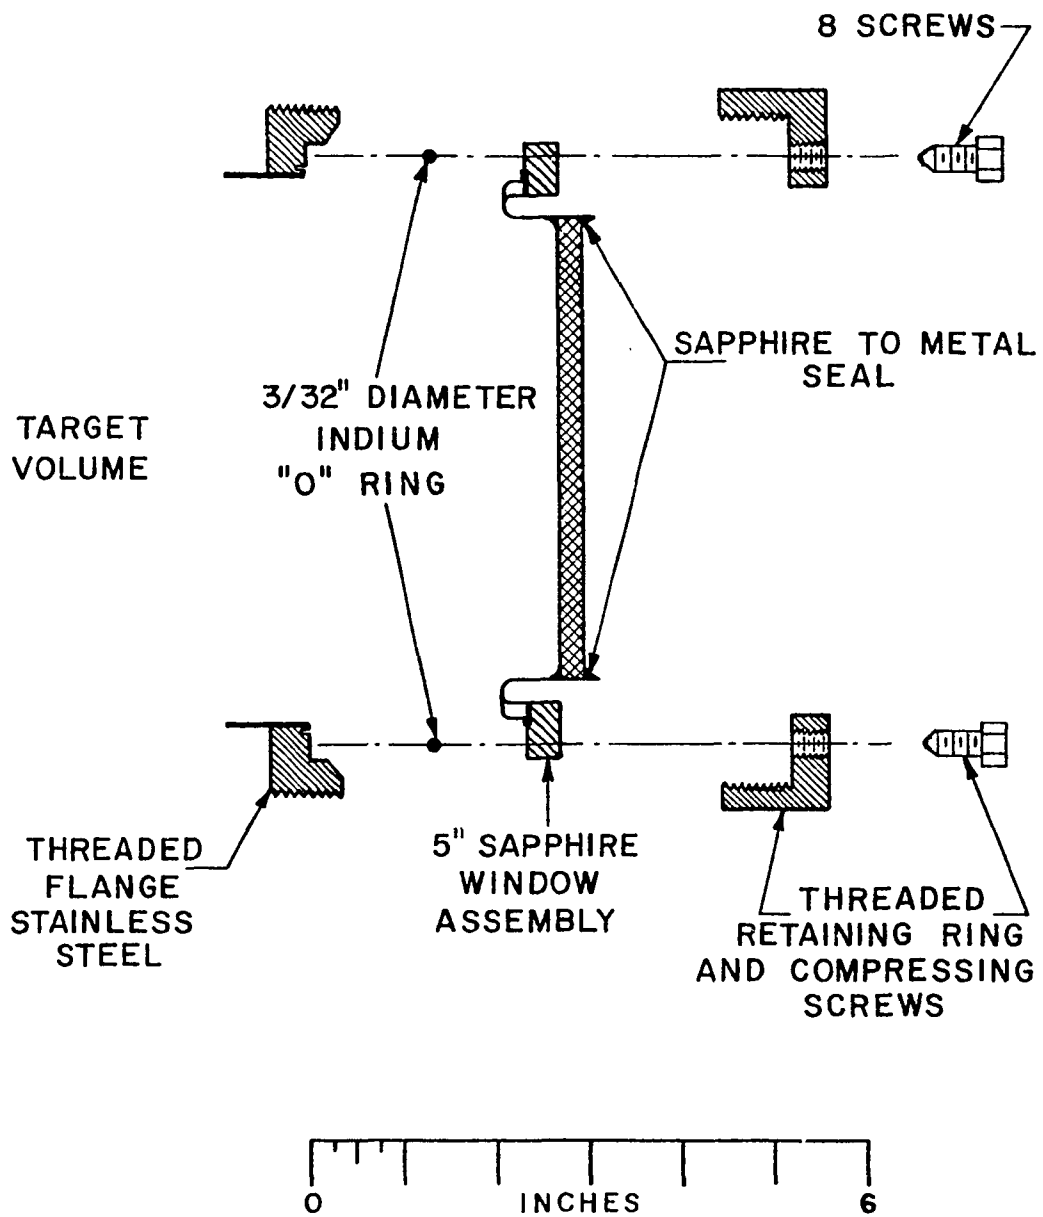 8 SCREWS
SAPPHIRE TO METAL
SEAL
3/32" DIAMETER
INDIUM
"O" RING
TARGET
VOLUME
THREADED
FLANGE
STAINLESS
STEEL
5" SAPPHIRE
WINDOW
ASSEMBLY
THREADED
RETAINING RING
AND COMPRESSING
SCREWS
0 INCHES 6